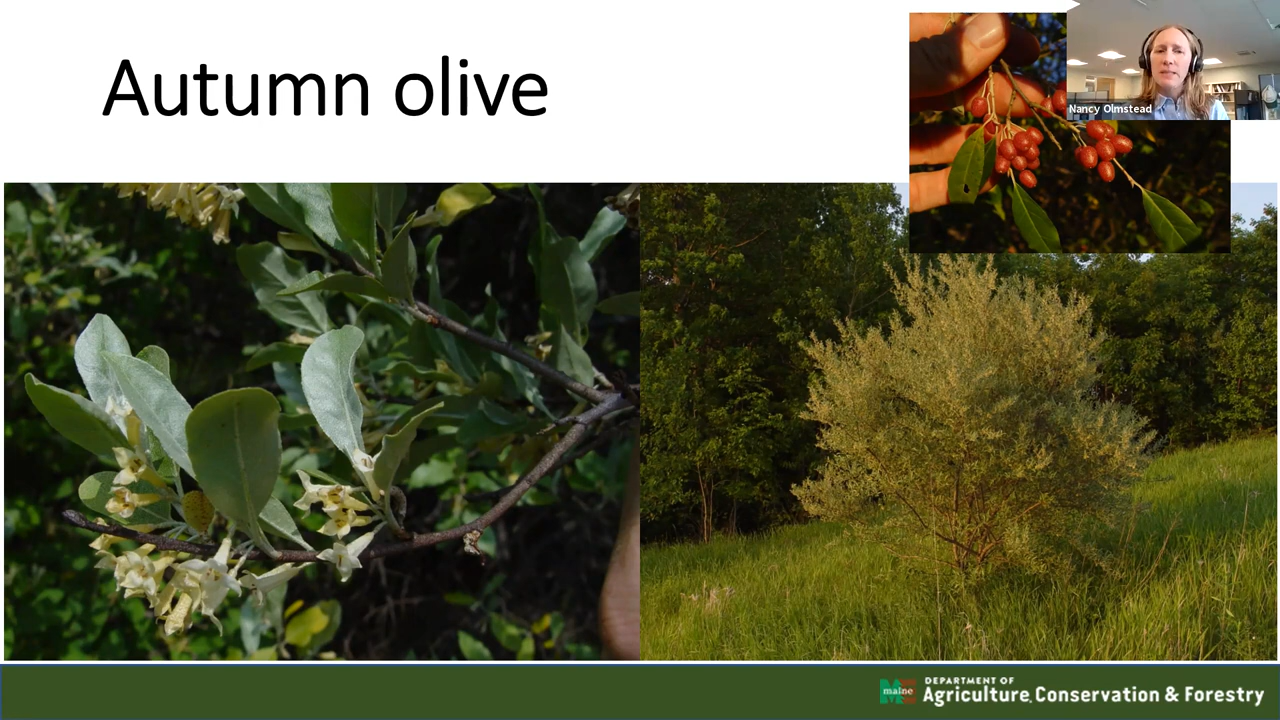 Autumn olive
Nancy Olmstead
maine
DEPARTMENT OF
Agriculture, Conservation & Forestry